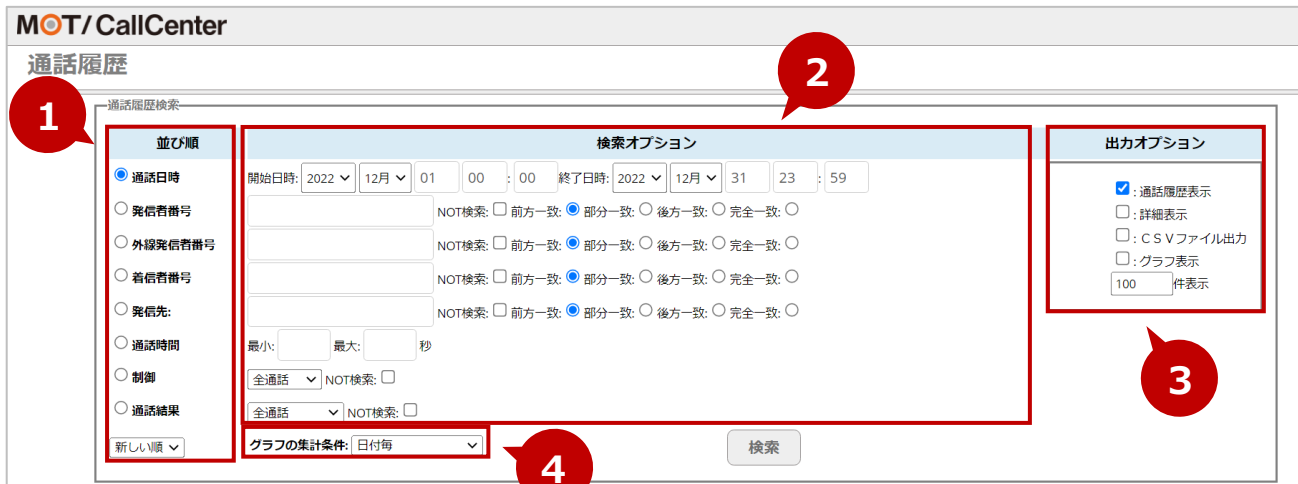 MOT/CallCenter
通話履歴
2
1
通話履歴検索
並び順 検索オプション 出力オプション
通話日時 開始日時: 2022 12月 01 00 : 00 終了日時: 2022 12月 31 23 : 59
: 通話履歴表示
発信者番号 NOT検索: 前方一致: 部分一致: 後方一致: 完全一致:
: 詳細表示
外線発信者番号 NOT検索: 前方一致: 部分一致: 後方一致: 完全一致:
: ＣＳＶファイル出力
: グラフ表示
着信者番号 NOT検索: 前方一致: 部分一致: 後方一致: 完全一致:
100 件表示
発信先: NOT検索: 前方一致: 部分一致: 後方一致: 完全一致:
通話時間 最小: 最大: 秒
3
制御 全通話 NOT検索:
通話結果 全通話 NOT検索:
新しい順 グラフの集計条件: 日付毎 検索
4